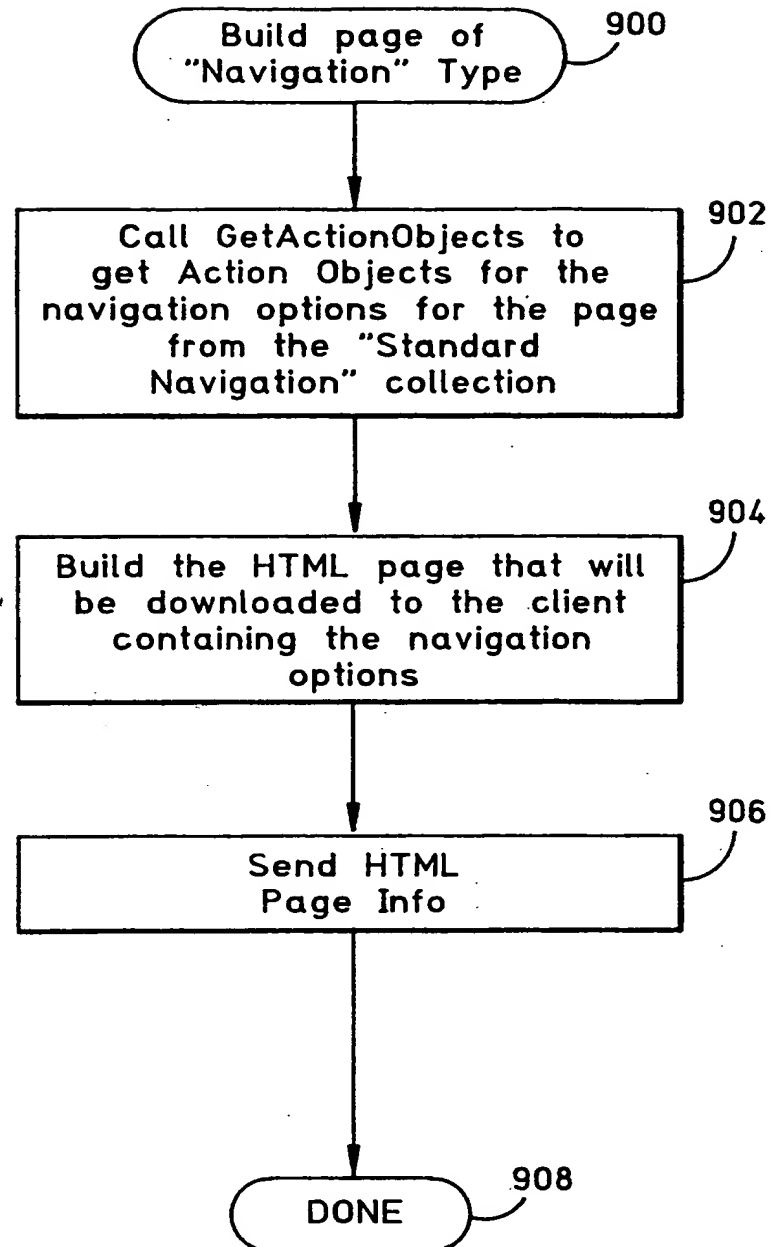 Build page of
"Navigation" Type
900
Call GetActionObjects to
get Action Objects for the
navigation options for the page
from the "Standard
Navigation" collection
902
Build the HTML page that will
be downloaded to the client
containing the navigation
options
904
Send HTML
Page Info
906
DONE
908